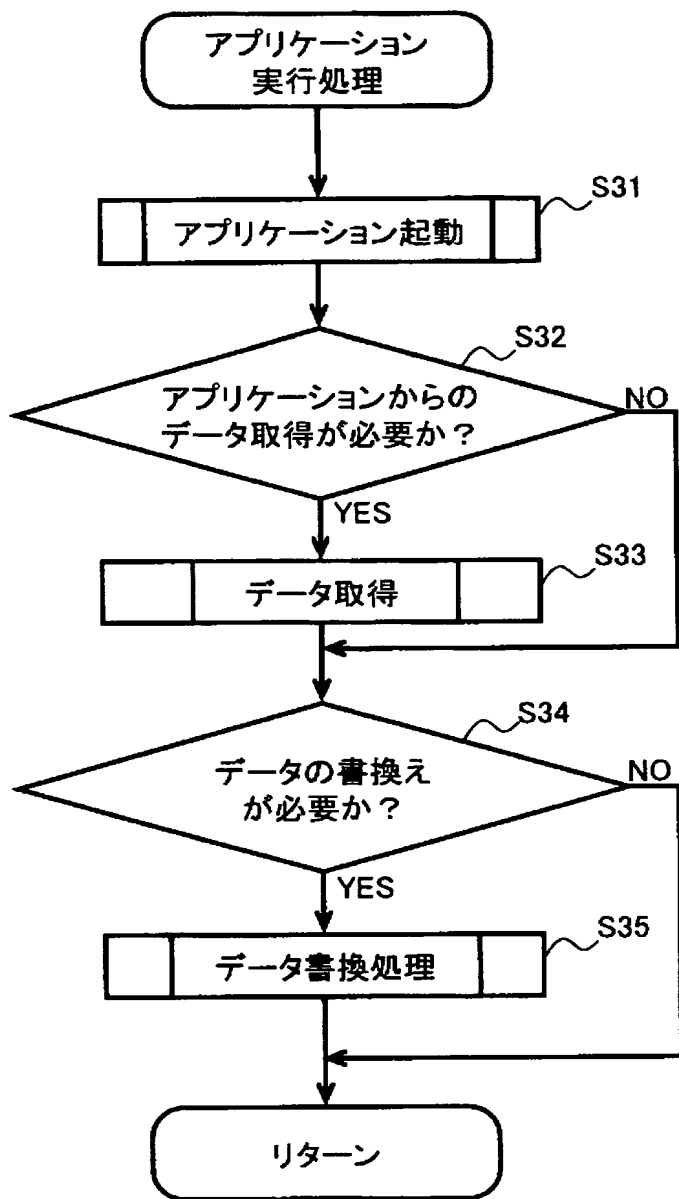 アプリケーション
実行処理
S31
アプリケーション起動
S32
アプリケーションからの
データ取得が必要か？
NO
YES
S33
データ取得
S34
データの書換え
が必要か？
NO
YES
S35
データ書換処理
リターン